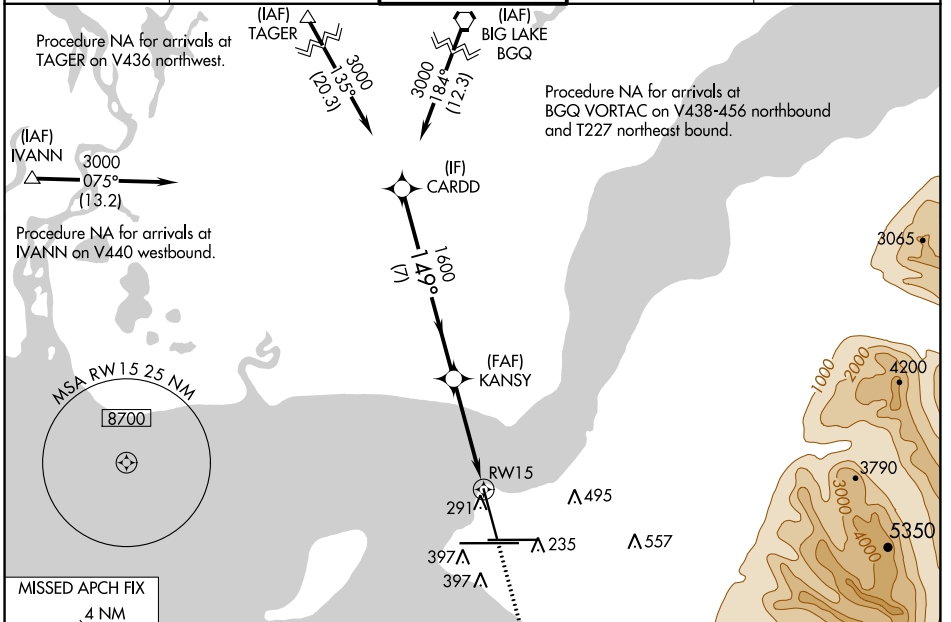 (IAF)
TAGER
(IAF)
BIG LAKE
BGQ
Procedure NA for arrivals at
TAGER on V436 northwest.
3000
135°
(20.3)
3000
184°
(12.3)
Procedure NA for arrivals at
BGQ VORTAC on V438-456 northbound
and T227 northeast bound.
(IAF)
IVANN
3000
075°
(13.2)
Procedure NA for arrivals at
IVANN on V440 westbound.
(IF)
CARDD
1600
149°
(7)
3065
(FAF)
KANSY
1000
2000
4200
MSA RW15 25 NM
8700
RW15
291
495
3790
3000
4000
5350
235
557
397
397
MISSED APCH FIX
4 NM